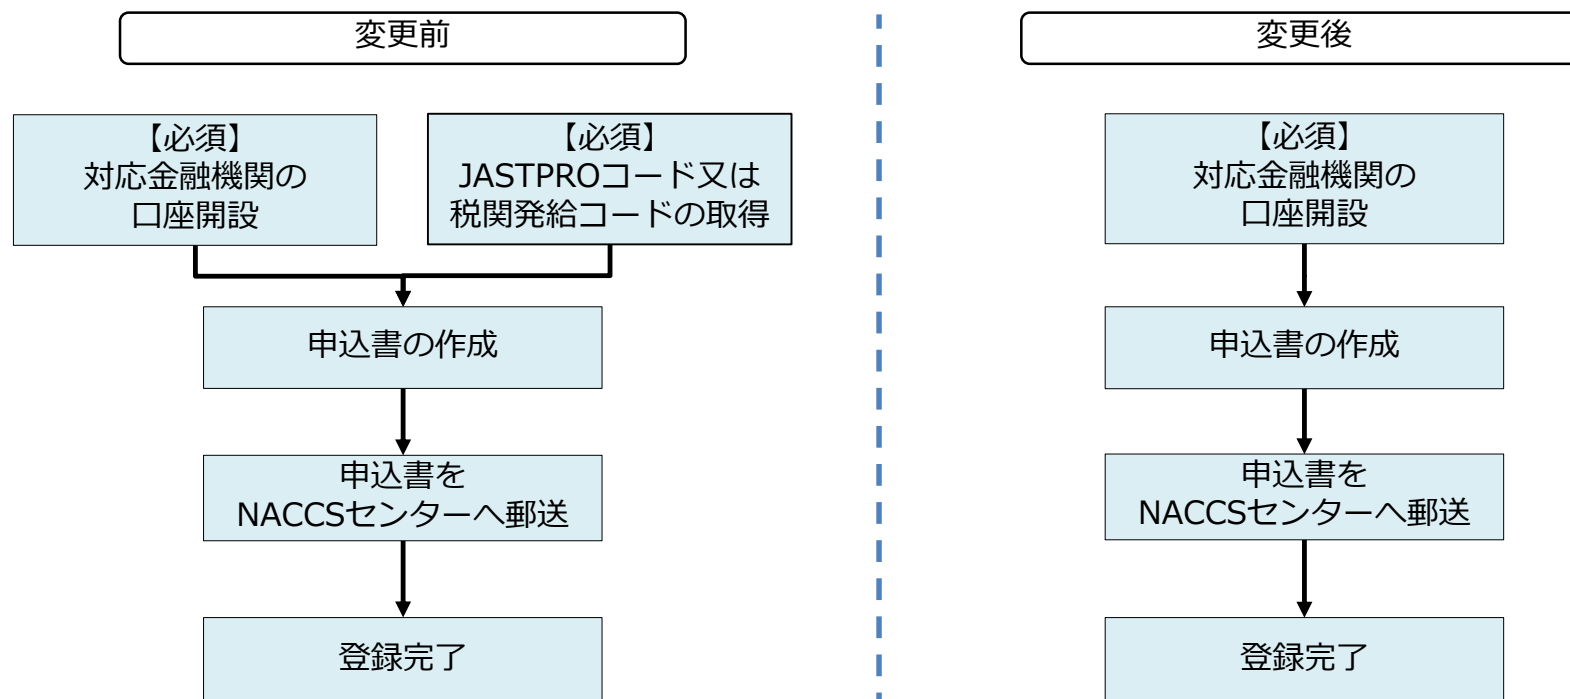 変更前
【必須】
対応金融機関の
口座開設
【必須】
JASTPROコード又は
税関発給コードの取得
申込書の作成
申込書を
NACCSセンターへ郵送
登録完了
変更後
【必須】
対応金融機関の
口座開設
申込書の作成
申込書を
NACCSセンターへ郵送
登録完了